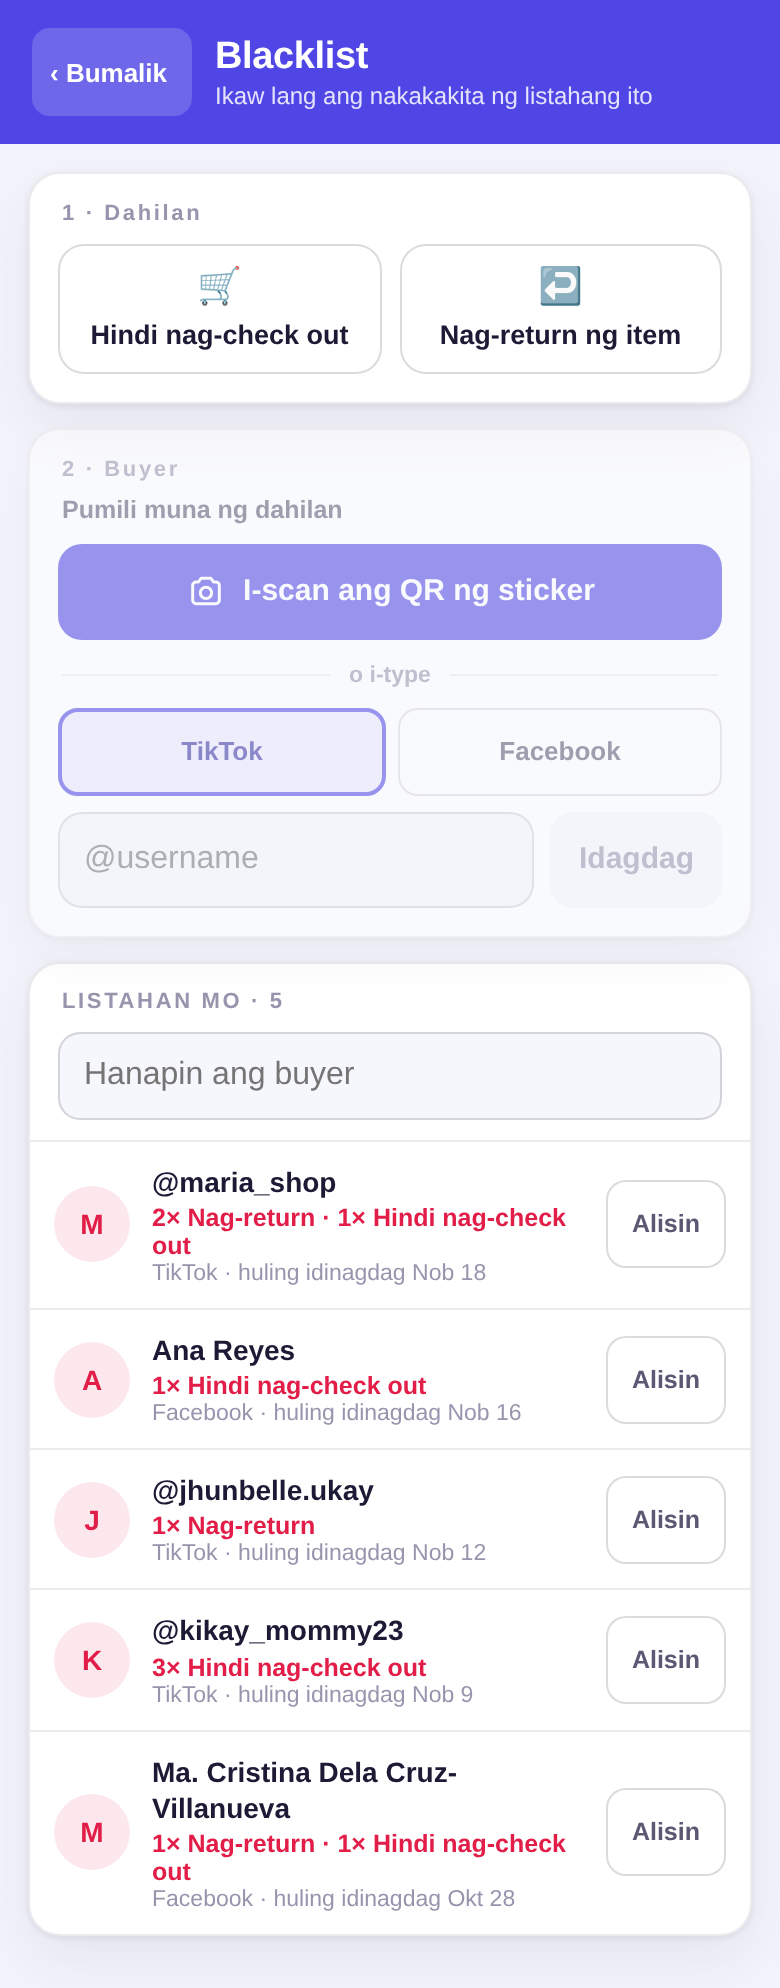 ‹ Bumalik
Blacklist
Ikaw lang ang nakakakita ng listahang ito
1 · Dahilan
Hindi nag-check out
Nag-return ng item
2 · Buyer
Pumili muna ng dahilan
I-scan ang QR ng sticker
o i-type
TikTok
Facebook
@username
Idagdag
LISTAHAN MO · 5
Hanapin ang buyer
M
@maria_shop
2× Nag-return · 1× Hindi nag-check
out
TikTok · huling idinagdag Nob 18
Alisin
A
Ana Reyes
1× Hindi nag-check out
Facebook · huling idinagdag Nob 16
Alisin
J
@jhunbelle.ukay
1× Nag-return
TikTok · huling idinagdag Nob 12
Alisin
K
@kikay_mommy23
3× Hindi nag-check out
TikTok · huling idinagdag Nob 9
Alisin
M
Ma. Cristina Dela Cruz-
Villanueva
1× Nag-return · 1× Hindi nag-check
out
Facebook · huling idinagdag Okt 28
Alisin